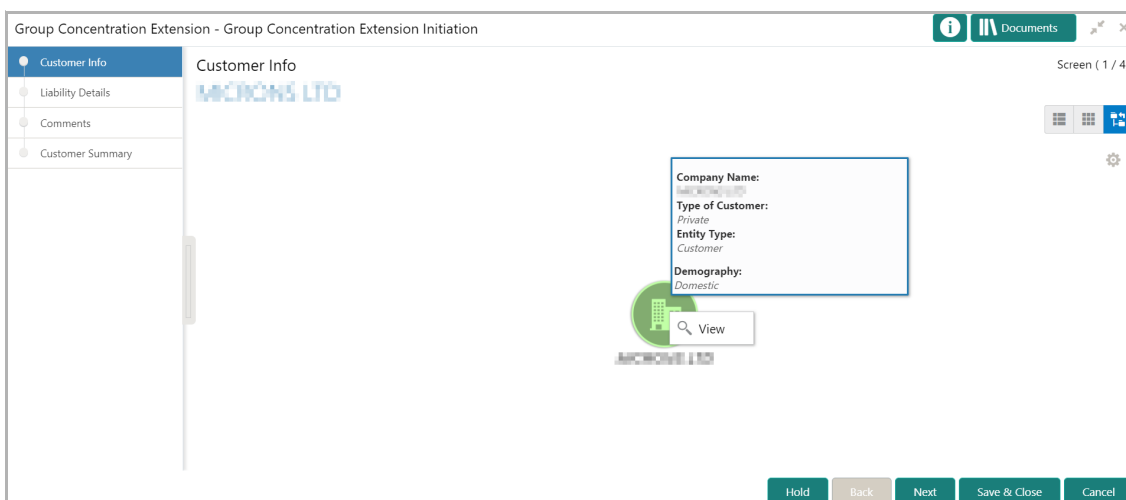 Group Concentration Extension - Group Concentration Extension Initiation
Documents
Customer Info
Liability Details
Comments
Customer Summary
Customer Info
Screen ( 1 / 4
Company Name:
Type of Customer:
Private
Entity Type:
Customer
Demography:
Domestic
View
Hold
Back
Next
Save & Close
Cancel